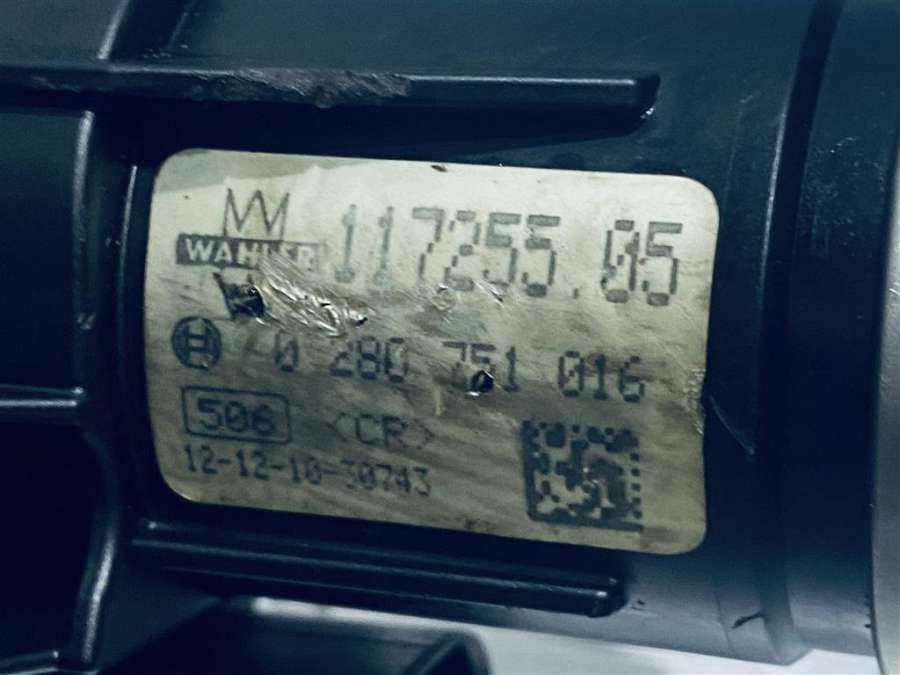 WAHLER 117255.05
0 280 751 016
506 <CR>
12-12-10-30743